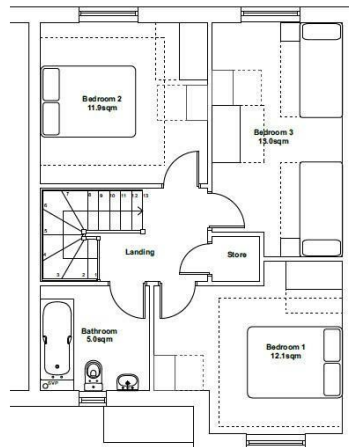 Bedroom 2
11.9sqm
Bedroom 3
13.0sqm
7
8
9
10
11
12
13
6
5
4
3
2
1
Landing
Store
Bathroom
5.0sqm
Bedroom 1
12.1sqm
SVP